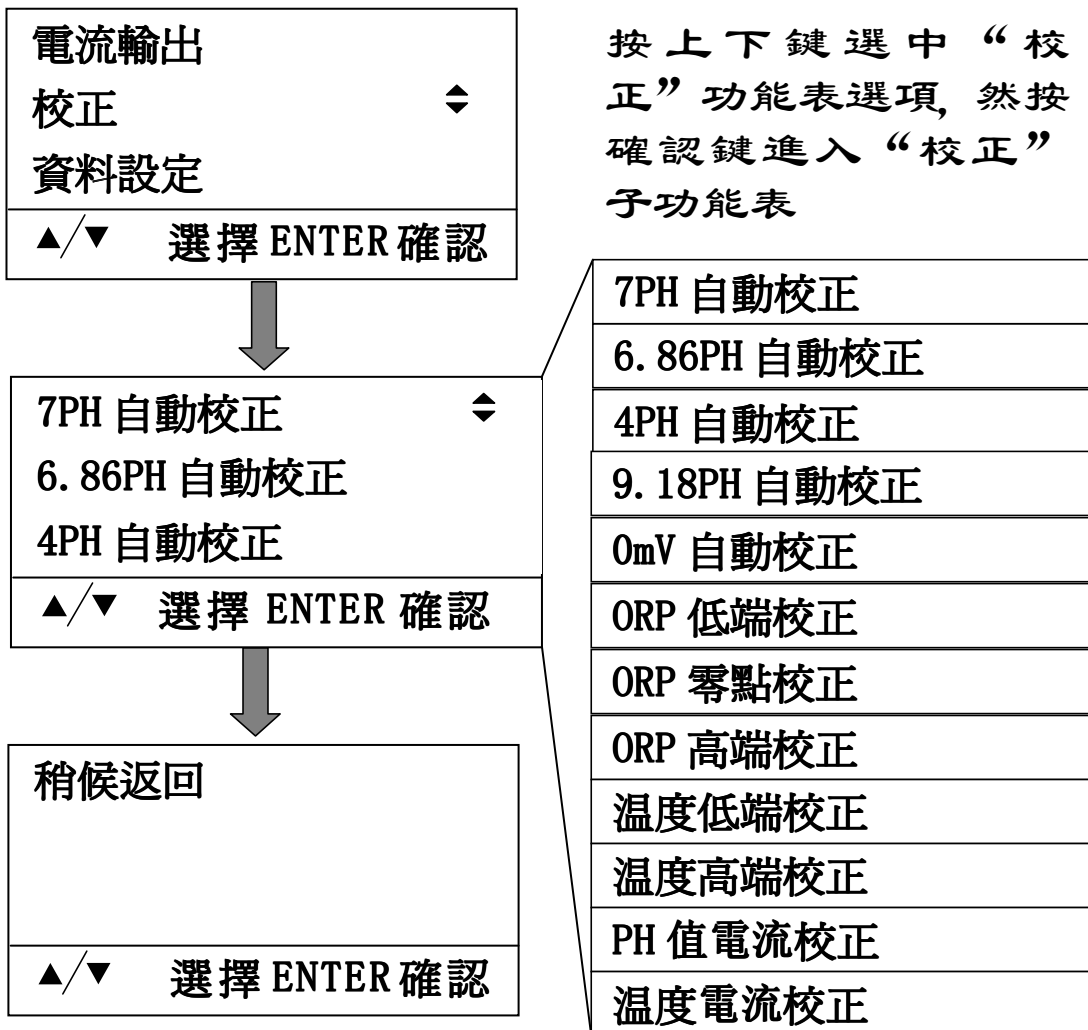 電流輸出
校正
資料設定
▲/▼ 選擇 ENTER 確認
按上下鍵選中“校
正”功能表選項, 然按
確認鍵進入“校正”
子功能表
7PH 自動校正
6.86PH 自動校正
4PH 自動校正
▲/▼ 選擇 ENTER 確認
稍候返回
▲/▼ 選擇 ENTER 確認
7PH 自動校正
6.86PH 自動校正
4PH 自動校正
9.18PH 自動校正
0mV 自動校正
ORP 低端校正
ORP 零點校正
ORP 高端校正
温度低端校正
温度高端校正
PH 值電流校正
温度電流校正